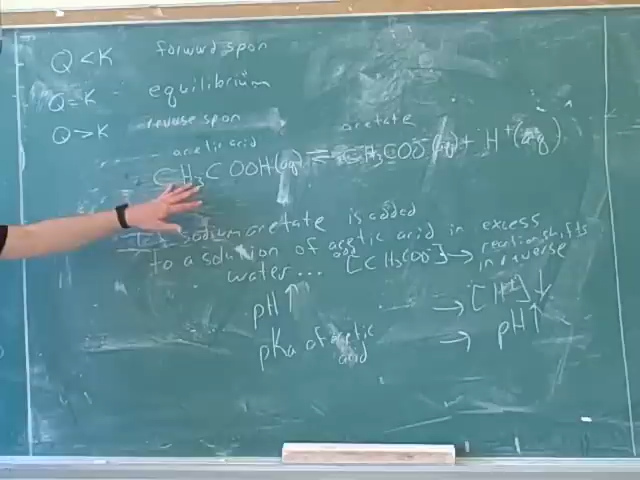 Q < K forward spon
Q = K equilibrium
Q > K reverse spon
acetic acid acetate
CH₃COOH(aq) ⇌ CH₃COO⁻(aq) + H⁺(aq)
sodium acetate is added
to a solution of acetic acid in excess
water... add [CH₃COO⁻] → reaction shifts in reverse
pH ↑ → [H⁺] ↓
pKa of acetic acid → pH ↑